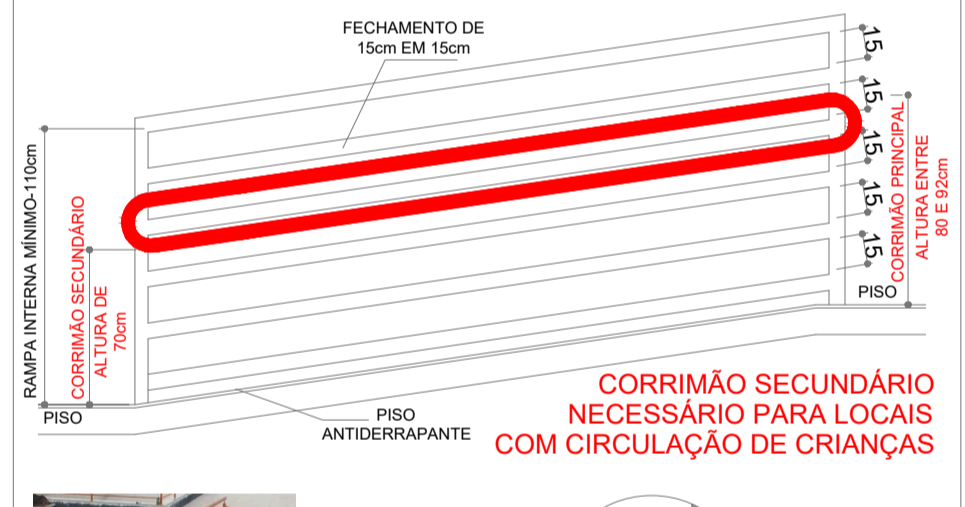 FECHAMENTO DE
15cm EM 15cm
15
15
15
15
15
RAMPA INTERNA MÍNIMO-110cm
CORRIMÃO SECUNDÁRIO
ALTURA DE
70cm
CORRIMÃO PRINCIPAL
ALTURA ENTRE
80 E 92cm
PISO
PISO
PISO
ANTIDERRAPANTE
CORRIMÃO SECUNDÁRIO
NECESSÁRIO PARA LOCAIS
COM CIRCULAÇÃO DE CRIANÇAS